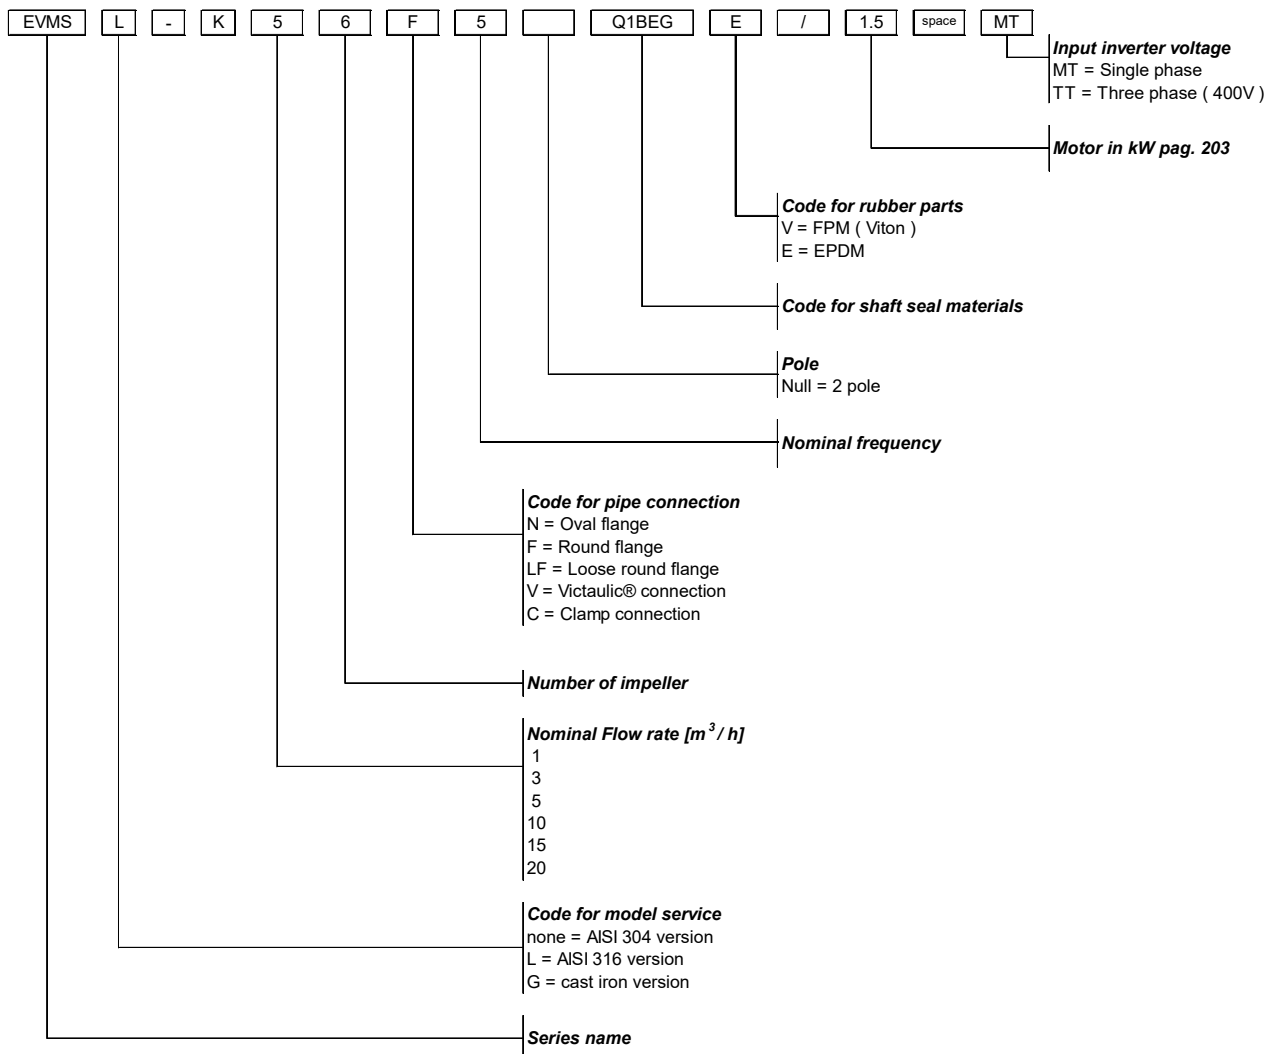 EVMS L - K 5 6 F 5 Q1BEG E / 1.5 space MT
Input inverter voltage
MT = Single phase
TT = Three phase ( 400V )
Motor in kW pag. 203
Code for rubber parts
V = FPM ( Viton )
E = EPDM
Code for shaft seal materials
Pole
Null = 2 pole
Nominal frequency
Code for pipe connection
N = Oval flange
F = Round flange
LF = Loose round flange
V = Victaulic® connection
C = Clamp connection
Number of impeller
Nominal Flow rate [m³/ h]
1
3
5
10
15
20
Code for model service
none = AISI 304 version
L = AISI 316 version
G = cast iron version
Series name